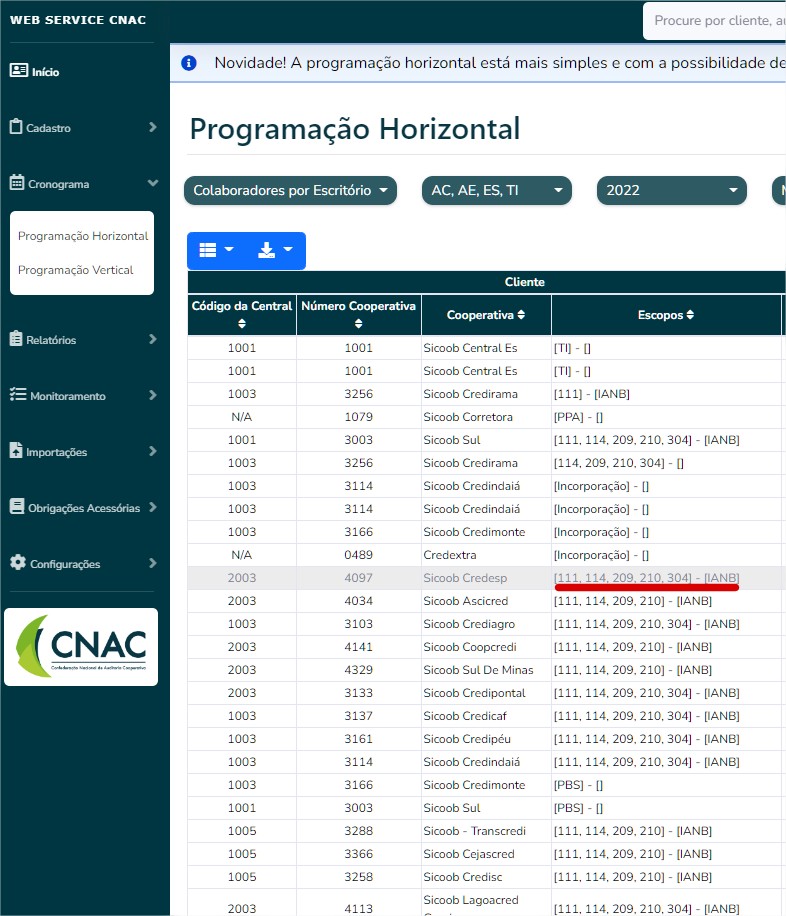 WEB SERVICE CNAC
Procure por cliente, au
Início
Cadastro
Cronograma
Programação Horizontal
Programação Vertical
Relatórios
Monitoramento
Importações
Obrigações Acessórias
Configurações
CNAC
Confederação Nacional de Auditoria Cooperativa
Novidade! A programação horizontal está mais simples e com a possibilidade de
Programação Horizontal
Colaboradores por Escritório AC, AE, ES, TI 2022
Cliente
Código da Central Número Cooperativa Cooperativa Escopos
1001 1001 Sicoob Central Es [TI] - []
1001 1001 Sicoob Central Es [TI] - []
1003 3256 Sicoob Credirama [111] - [IANB]
N/A 1079 Sicoob Corretora [PPA] - []
1001 3003 Sicoob Sul [111, 114, 209, 210, 304] - [IANB]
1003 3256 Sicoob Credirama [114, 209, 210, 304] - []
1003 3114 Sicoob Credindaiá [Incorporação] - []
1003 3114 Sicoob Credindaiá [Incorporação] - []
1003 3166 Sicoob Credimonte [Incorporação] - []
N/A 0489 Credextra [Incorporação] - []
2003 4097 Sicoob Credesp [111, 114, 209, 210, 304] - [IANB]
2003 4034 Sicoob Ascicred [111, 114, 209, 210] - [IANB]
1003 3103 Sicoob Crediagro [111, 114, 209, 210, 304] - [IANB]
2003 4141 Sicoob Coopcredi [111, 114, 209, 210] - [IANB]
2003 4329 Sicoob Sul De Minas [111, 114, 209, 210] - [IANB]
2003 3133 Sicoob Credipontal [111, 114, 209, 210, 304] - [IANB]
1003 3137 Sicoob Credicaf [111, 114, 209, 210, 304] - [IANB]
1003 3161 Sicoob Credipéu [111, 114, 209, 210, 304] - [IANB]
1003 3114 Sicoob Credindaiá [111, 114, 209, 210, 304] - [IANB]
1003 3166 Sicoob Credimonte [PBS] - []
1001 3003 Sicoob Sul [PBS] - []
1005 3288 Sicoob - Transcredi [111, 114, 209, 210] - [IANB]
1005 3366 Sicoob Cejascred [111, 114, 209, 210] - [IANB]
1005 3258 Sicoob Credisc [111, 114, 209, 210] - [IANB]
2003 4113 Sicoob Lagoacred [111, 114, 209, 210, 304] - [IANB]